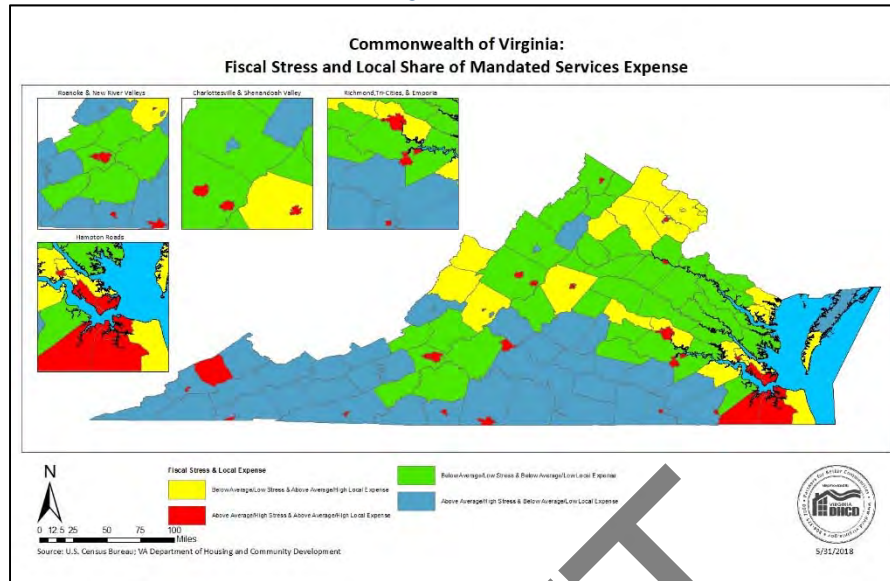 Commonwealth of Virginia:
Fiscal Stress and Local Share of Mandated Services Expense
Roanoke & New River Valleys
Charlottesville & Shenandoah Valley
Richmond, Tri-Cities, & Emporia
Hampton Roads
N
0 12.5 25 50 75 100
Miles
Fiscal Stress & Local Expense
Below Average/Low Stress & Above Average/High Local Expense
Above Average/High Stress & Above Average/High Local Expense
Below Average/Low Stress & Below Average/Low Local Expense
Above Average/High Stress & Below Average/Low Local Expense
Source: U.S. Census Bureau; VA Department of Housing and Community Development
Partners for Better Communities
VIRGINIA
DHCD
5/31/2018
T